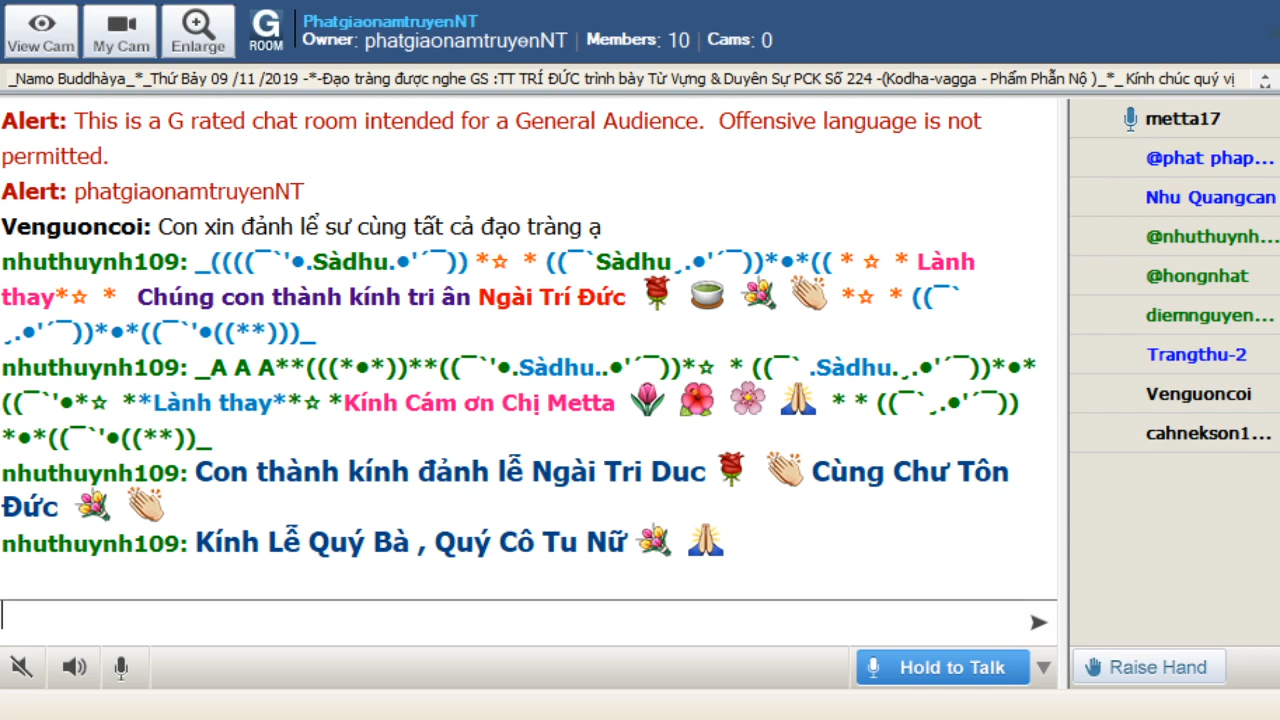 PhatgiaonamtruyenNT
View Cam My Cam Enlarge G ROOM Owner: phatgiaonamtruyenNT | Members: 10 | Cams: 0
_Namo Buddhàya_*_Thứ Bảy 09 /11 /2019 -*-Đạo tràng được nghe GS :TT TRÍ ĐỨC trình bày Từ Vựng & Duyên Sự PCK Số 224 -(Kodha-vagga - Phẩm Phẫn Nộ )_*_ Kính chúc quý vị
Alert: This is a G rated chat room intended for a General Audience. Offensive language is not
permitted.
Alert: phatgiaonamtruyenNT
Venguoncoi: Con xin đảnh lể sư cùng tất cả đạo tràng ạ
nhuthuynh109: _((((¯`'●.Sàdhu.●'´¯)) *☆ * ((¯`Sàdhu¸.●'´¯))*●*(( * ☆ * Lành
thay*☆ * Chúng con thành kính tri ân Ngài Trí Đức 🌹 🍵 💐 👏 *☆ * ((¯`
¸.●'´¯))*●*((¯`'●((**)))_
nhuthuynh109: _A A A**(((*●*))**((¯`'●.Sàdhu..●'´¯))*☆ * ((¯` .Sàdhu.¸.●'´¯))*●*
((¯`'●*☆ **Lành thay**☆ *Kính Cám ơn Chị Metta 🌷 🌺 🌸 🙏 * * ((¯`¸.●'´¯))
*●*((¯`'●((**))_
nhuthuynh109: Con thành kính đảnh lễ Ngài Tri Duc 🌹 👏 Cùng Chư Tôn
Đức 💐 👏
nhuthuynh109: Kính Lễ Quý Bà , Quý Cô Tu Nữ 💐 🙏
metta17
@phat phap...
Nhu Quangcan
@nhuthuynh...
@hongnhat
diemnguyen...
Trangthu-2
Venguoncoi
cahnekson1...
Hold to Talk
Raise Hand